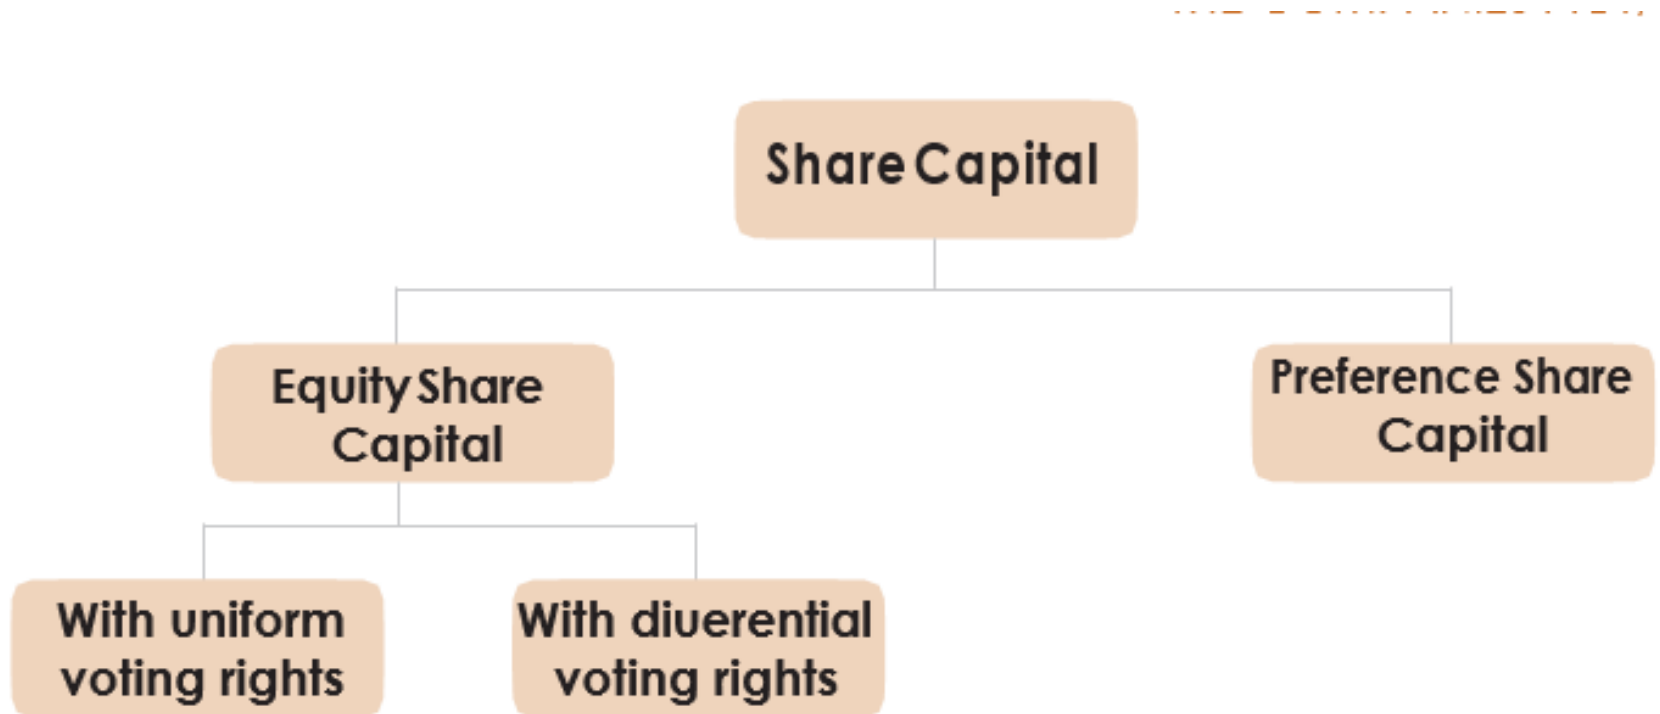 Share Capital
Equity Share
Capital
Preference Share
Capital
With uniform
voting rights
With diuerential
voting rights